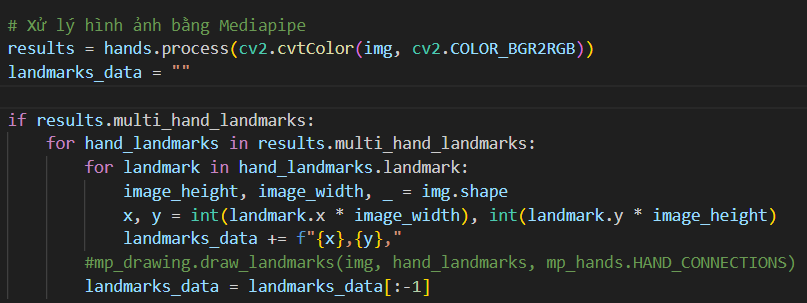 # Xử lý hình ảnh bằng Mediapipe
results = hands.process(cv2.cvtColor(img, cv2.COLOR_BGR2RGB))
landmarks_data = ""
if results.multi_hand_landmarks:
    for hand_landmarks in results.multi_hand_landmarks:
        for landmark in hand_landmarks.landmark:
            image_height, image_width, _ = img.shape
            x, y = int(landmark.x * image_width), int(landmark.y * image_height)
            landmarks_data += f"{x},{y},"
        #mp_drawing.draw_landmarks(img, hand_landmarks, mp_hands.HAND_CONNECTIONS)
        landmarks_data = landmarks_data[:-1]